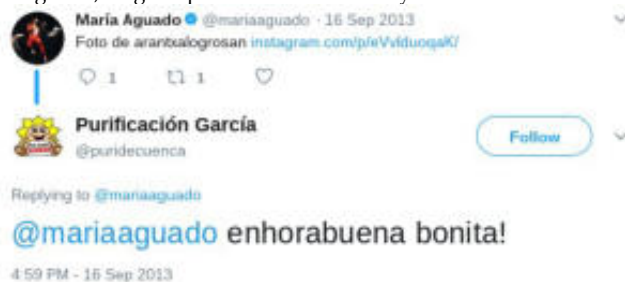 María Aguado @mariaaguado · 16 Sep 2013
Foto de arantxalogrosan instagram.com/p/eVvlduoqaK/
1 1
Purificación García
@puridecuenca
Follow
Replying to @mariaaguado
@mariaaguado enhorabuena bonita!
4:59 PM - 16 Sep 2013